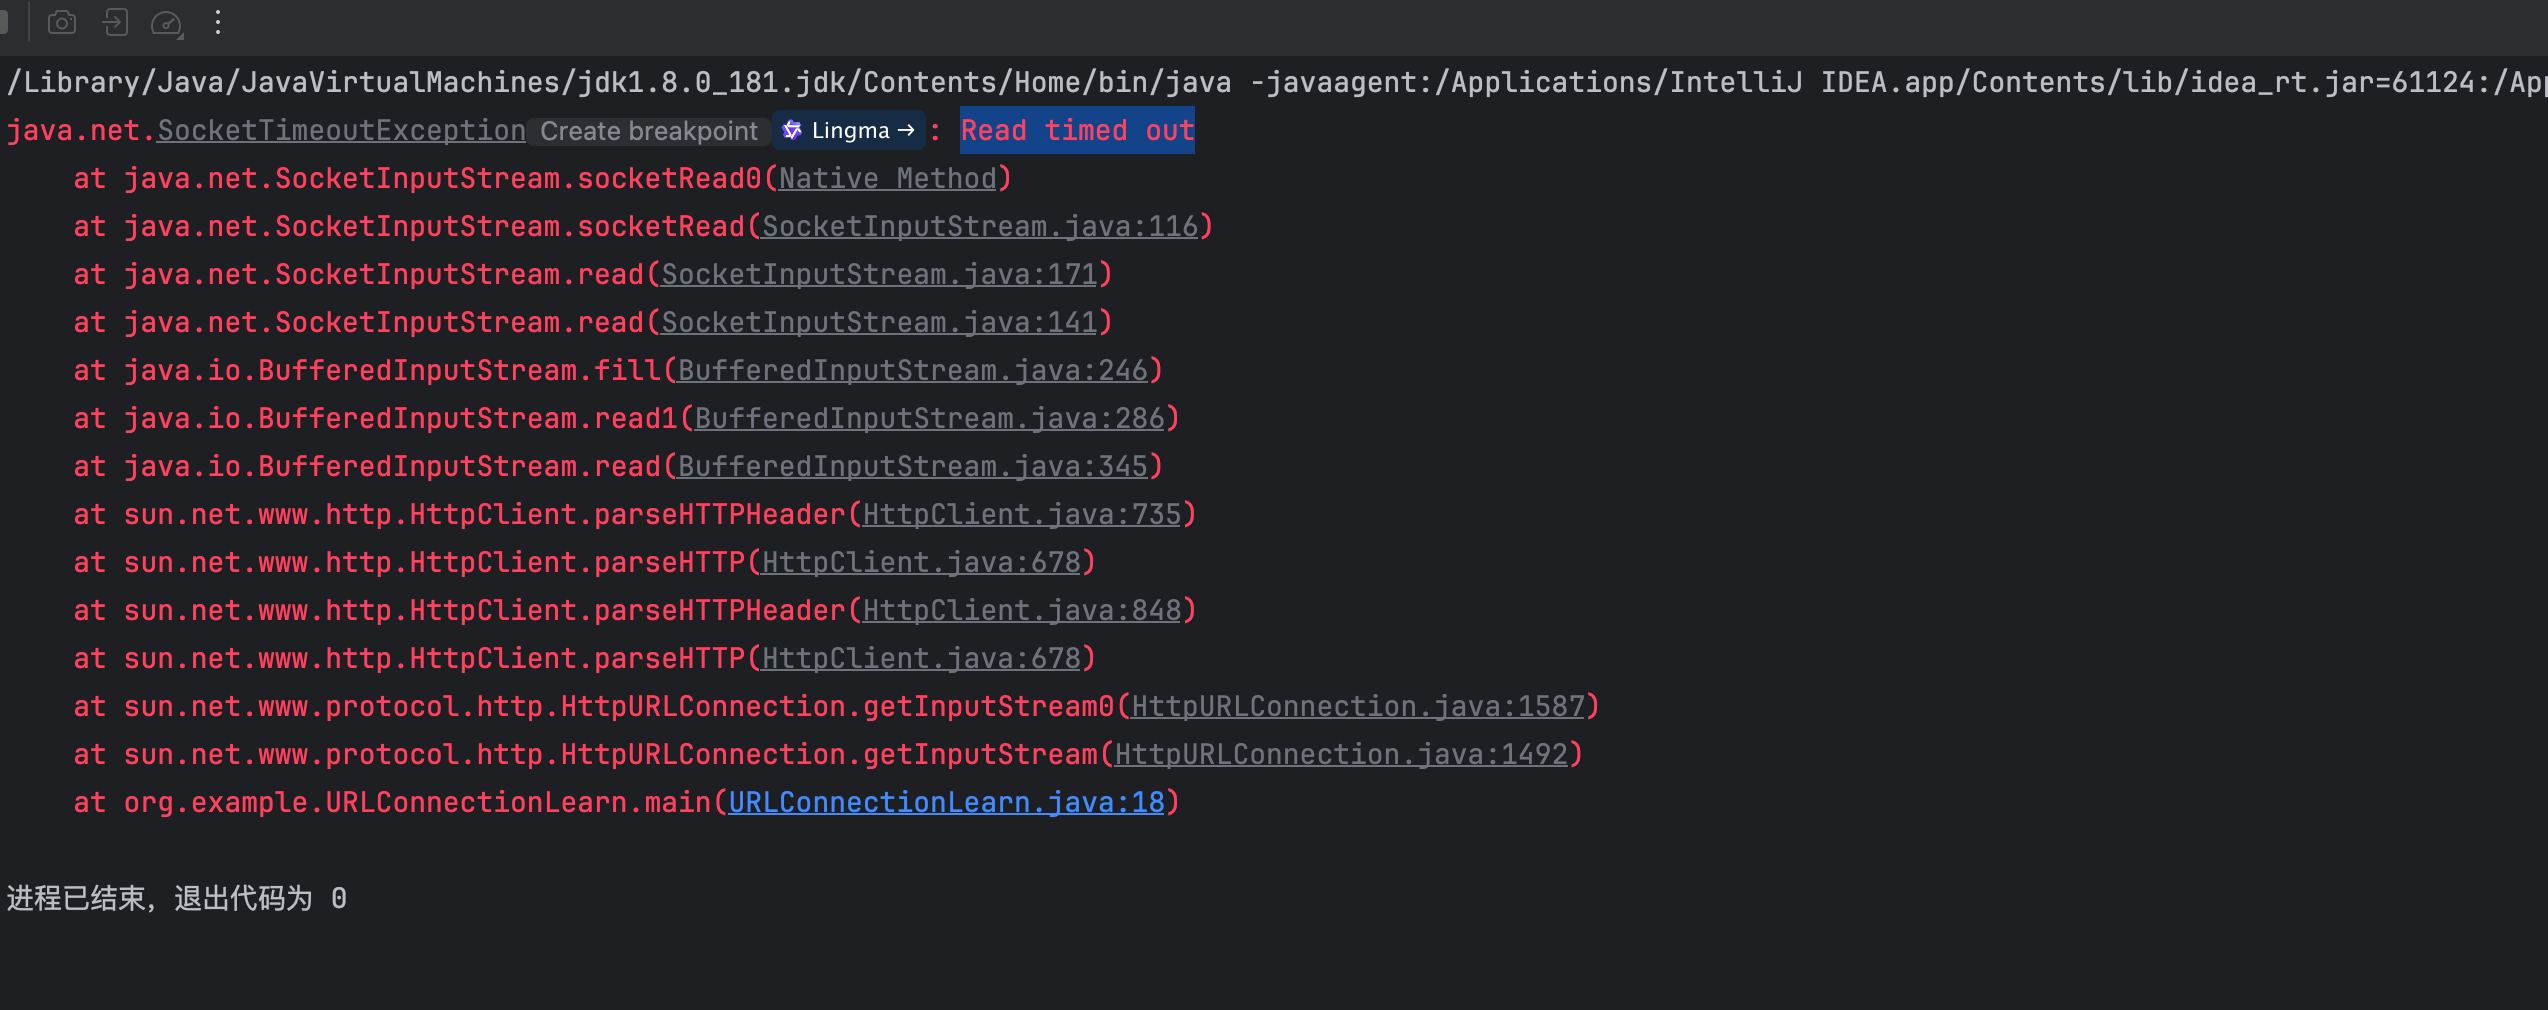 /Library/Java/JavaVirtualMachines/jdk1.8.0_181.jdk/Contents/Home/bin/java -javaagent:/Applications/IntelliJ IDEA.app/Contents/lib/idea_rt.jar=61124:/App
java.net.SocketTimeoutException Create breakpoint Lingma → : Read timed out
at java.net.SocketInputStream.socketRead0(Native Method)
at java.net.SocketInputStream.socketRead(SocketInputStream.java:116)
at java.net.SocketInputStream.read(SocketInputStream.java:171)
at java.net.SocketInputStream.read(SocketInputStream.java:141)
at java.io.BufferedInputStream.fill(BufferedInputStream.java:246)
at java.io.BufferedInputStream.read1(BufferedInputStream.java:286)
at java.io.BufferedInputStream.read(BufferedInputStream.java:345)
at sun.net.www.http.HttpClient.parseHTTPHeader(HttpClient.java:735)
at sun.net.www.http.HttpClient.parseHTTP(HttpClient.java:678)
at sun.net.www.http.HttpClient.parseHTTPHeader(HttpClient.java:848)
at sun.net.www.http.HttpClient.parseHTTP(HttpClient.java:678)
at sun.net.www.protocol.http.HttpURLConnection.getInputStream0(HttpURLConnection.java:1587)
at sun.net.www.protocol.http.HttpURLConnection.getInputStream(HttpURLConnection.java:1492)
at org.example.URLConnectionLearn.main(URLConnectionLearn.java:18)
进程已结束，退出代码为 0